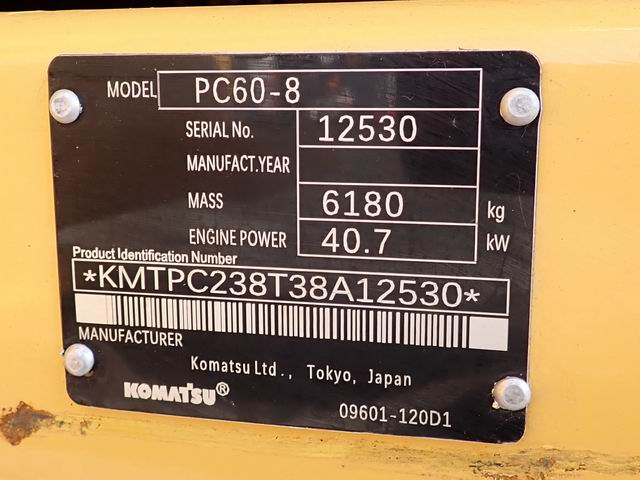 MODEL PC60-8
SERIAL No. 12530
MANUFACT.YEAR
MASS 6180 kg
ENGINE POWER 40.7 kW
Product Identification Number
*KMTPC238T38A12530*
MANUFACTURER
Komatsu Ltd., Tokyo, Japan
KOMATSU®
09601-120D1